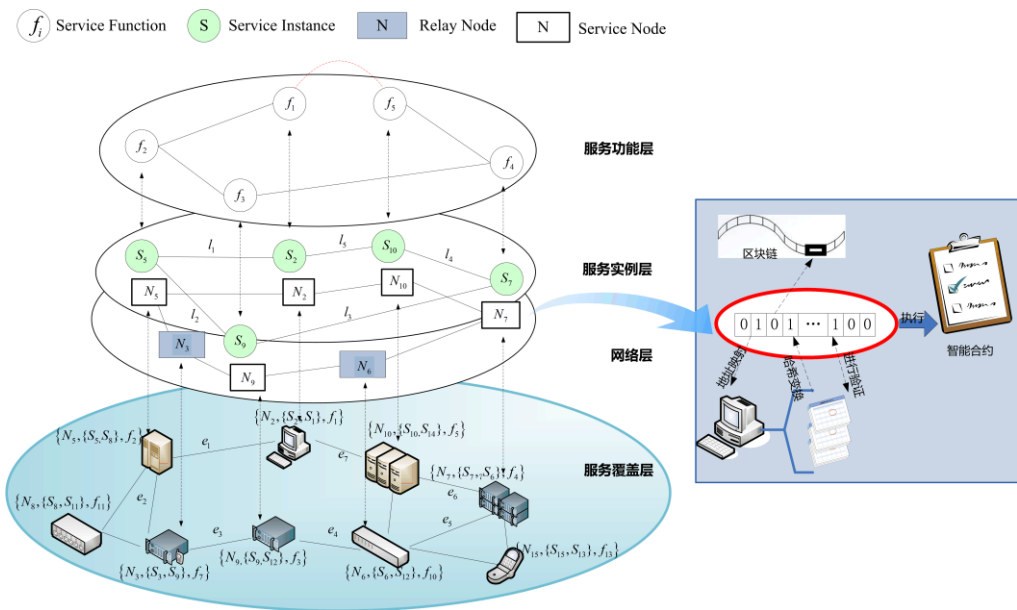 f_i Service Function
S Service Instance
N Relay Node
N Service Node
f_1
f_5
f_2
f_4
f_3
服务功能层
S_5
l_1
S_2
l_5
S_10
l_4
S_7
服务实例层
N_5
N_2
N_10
N_7
l_2
l_3
S_9
N_3
N_9
N_6
网络层
{N_2,{S_2,S_1},f_1}
{N_5,{S_5,S_8},f_2}
{N_10,{S_10,S_14},f_5}
服务覆盖层
e_1
e_7
{N_7,{S_7,S_6},f_4}
e_6
{N_8,{S_8,S_11},f_11}
e_2
e_3
e_4
e_5
{N_3,{S_3,S_9},f_7}
{N_9,{S_9,S_12},f_3}
{N_6,{S_6,S_12},f_10}
{N_15,{S_15,S_13},f_13}
区块链
0 1 0 1 ··· 1 0 0
执行
智能合约
地址映射
哈希变换
进行验证